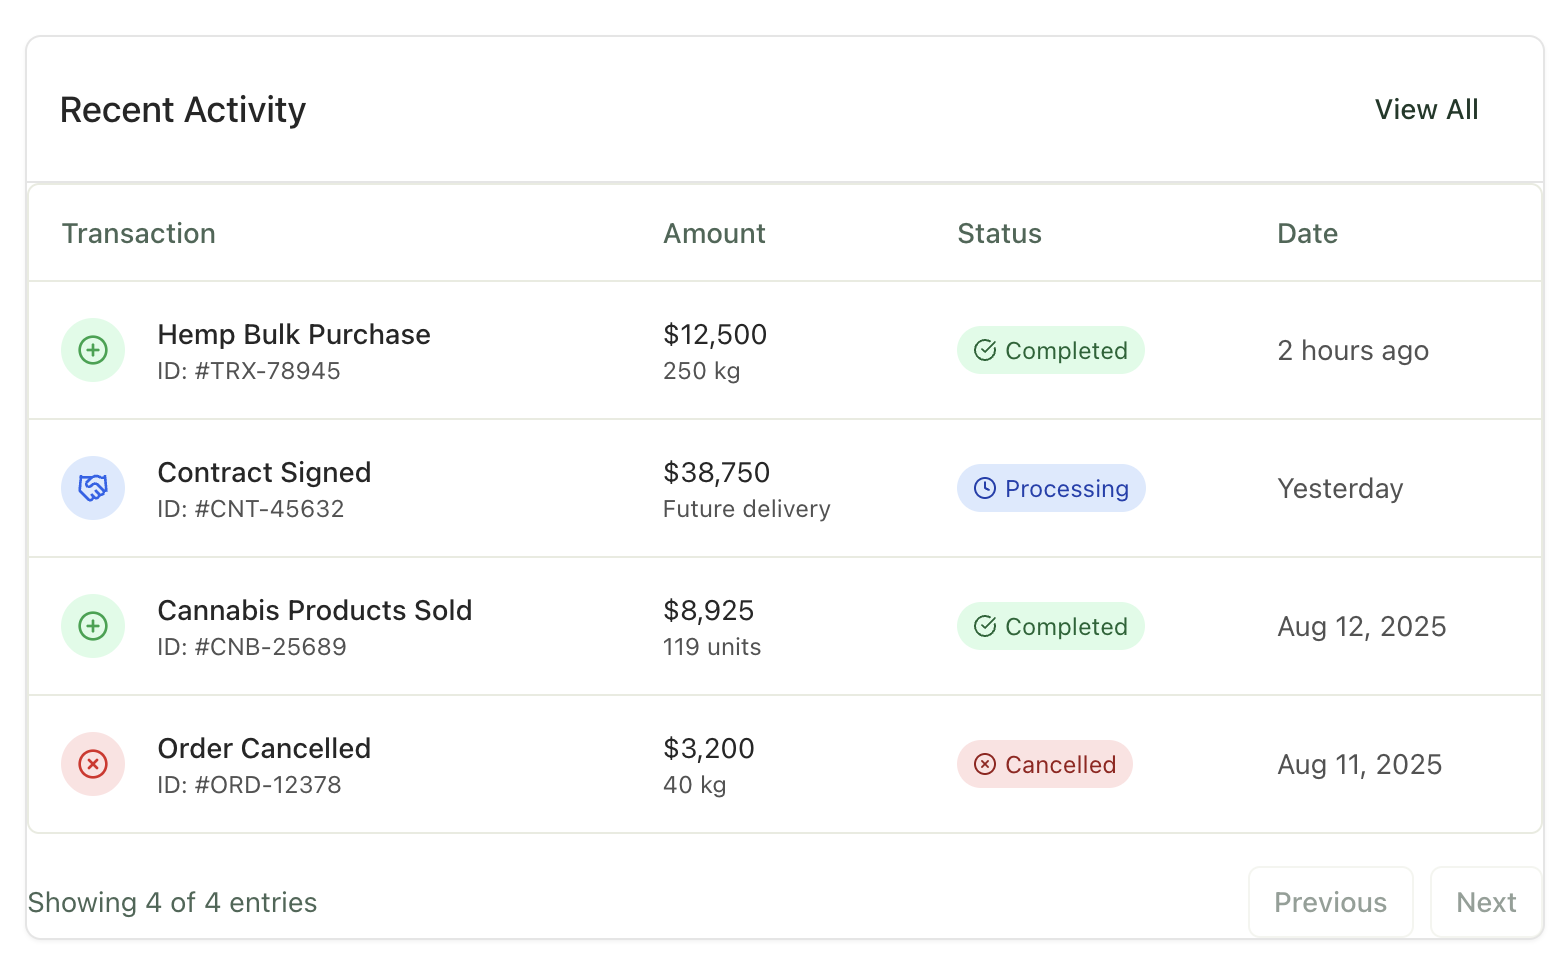 Recent Activity
View All
Transaction Amount Status Date
Hemp Bulk Purchase
ID: #TRX-78945
$12,500
250 kg
Completed
2 hours ago
Contract Signed
ID: #CNT-45632
$38,750
Future delivery
Processing
Yesterday
Cannabis Products Sold
ID: #CNB-25689
$8,925
119 units
Completed
Aug 12, 2025
Order Cancelled
ID: #ORD-12378
$3,200
40 kg
Cancelled
Aug 11, 2025
Showing 4 of 4 entries
Previous
Next